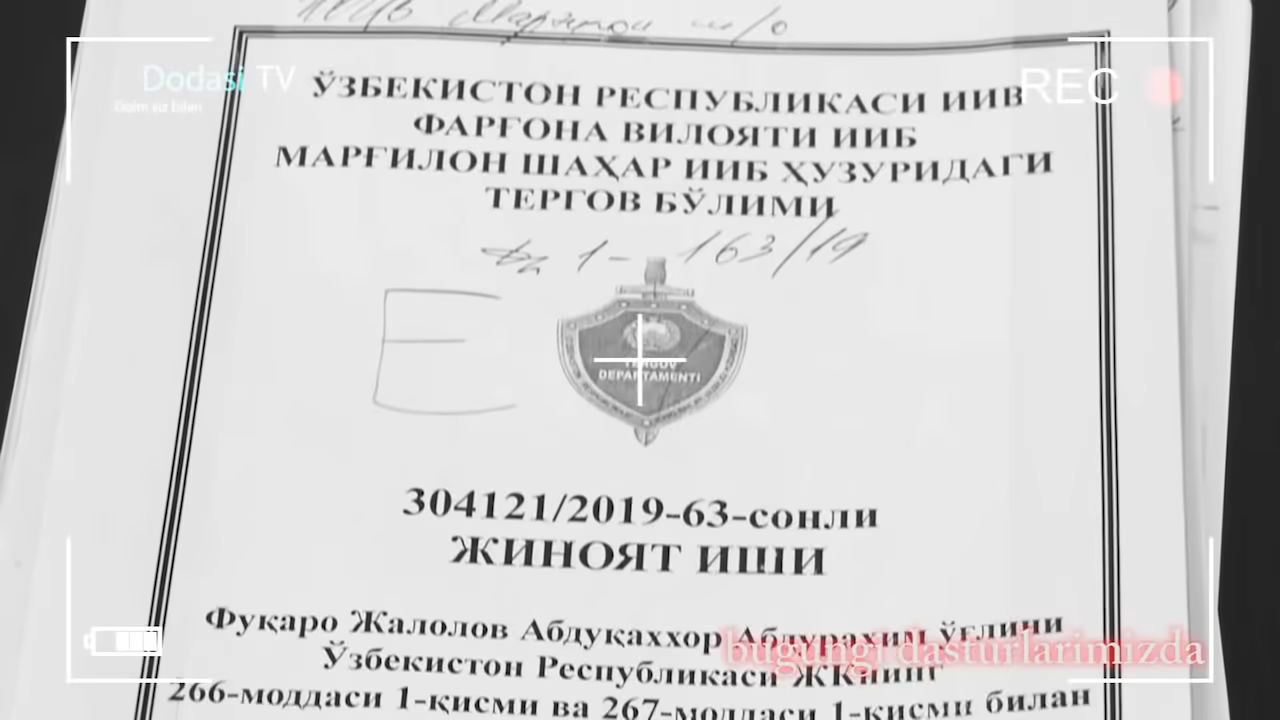 Dodasi TV
Doim siz bilan
REC
ЎЗБЕКИСТОН РЕСПУБЛИКАСИ ИИВ
ФАРҒОНА ВИЛОЯТИ ИИБ
МАРҒИЛОН ШАҲАР ИИБ ҲУЗУРИДАГИ
ТЕРГОВ БЎЛИМИ
1-163/19
TERGOV
DEPARTAMENTI
304121/2019-63-сонли
ЖИНОЯТ ИШИ
Фуқаро Жалолов Абдуқаххор Абдурахим ўғлини
Ўзбекистон Республикаси ЖКнинг
bugungi dasturlarimizda
266-моддаси 1-қисми ва 267-моддаси 1-қисми билан